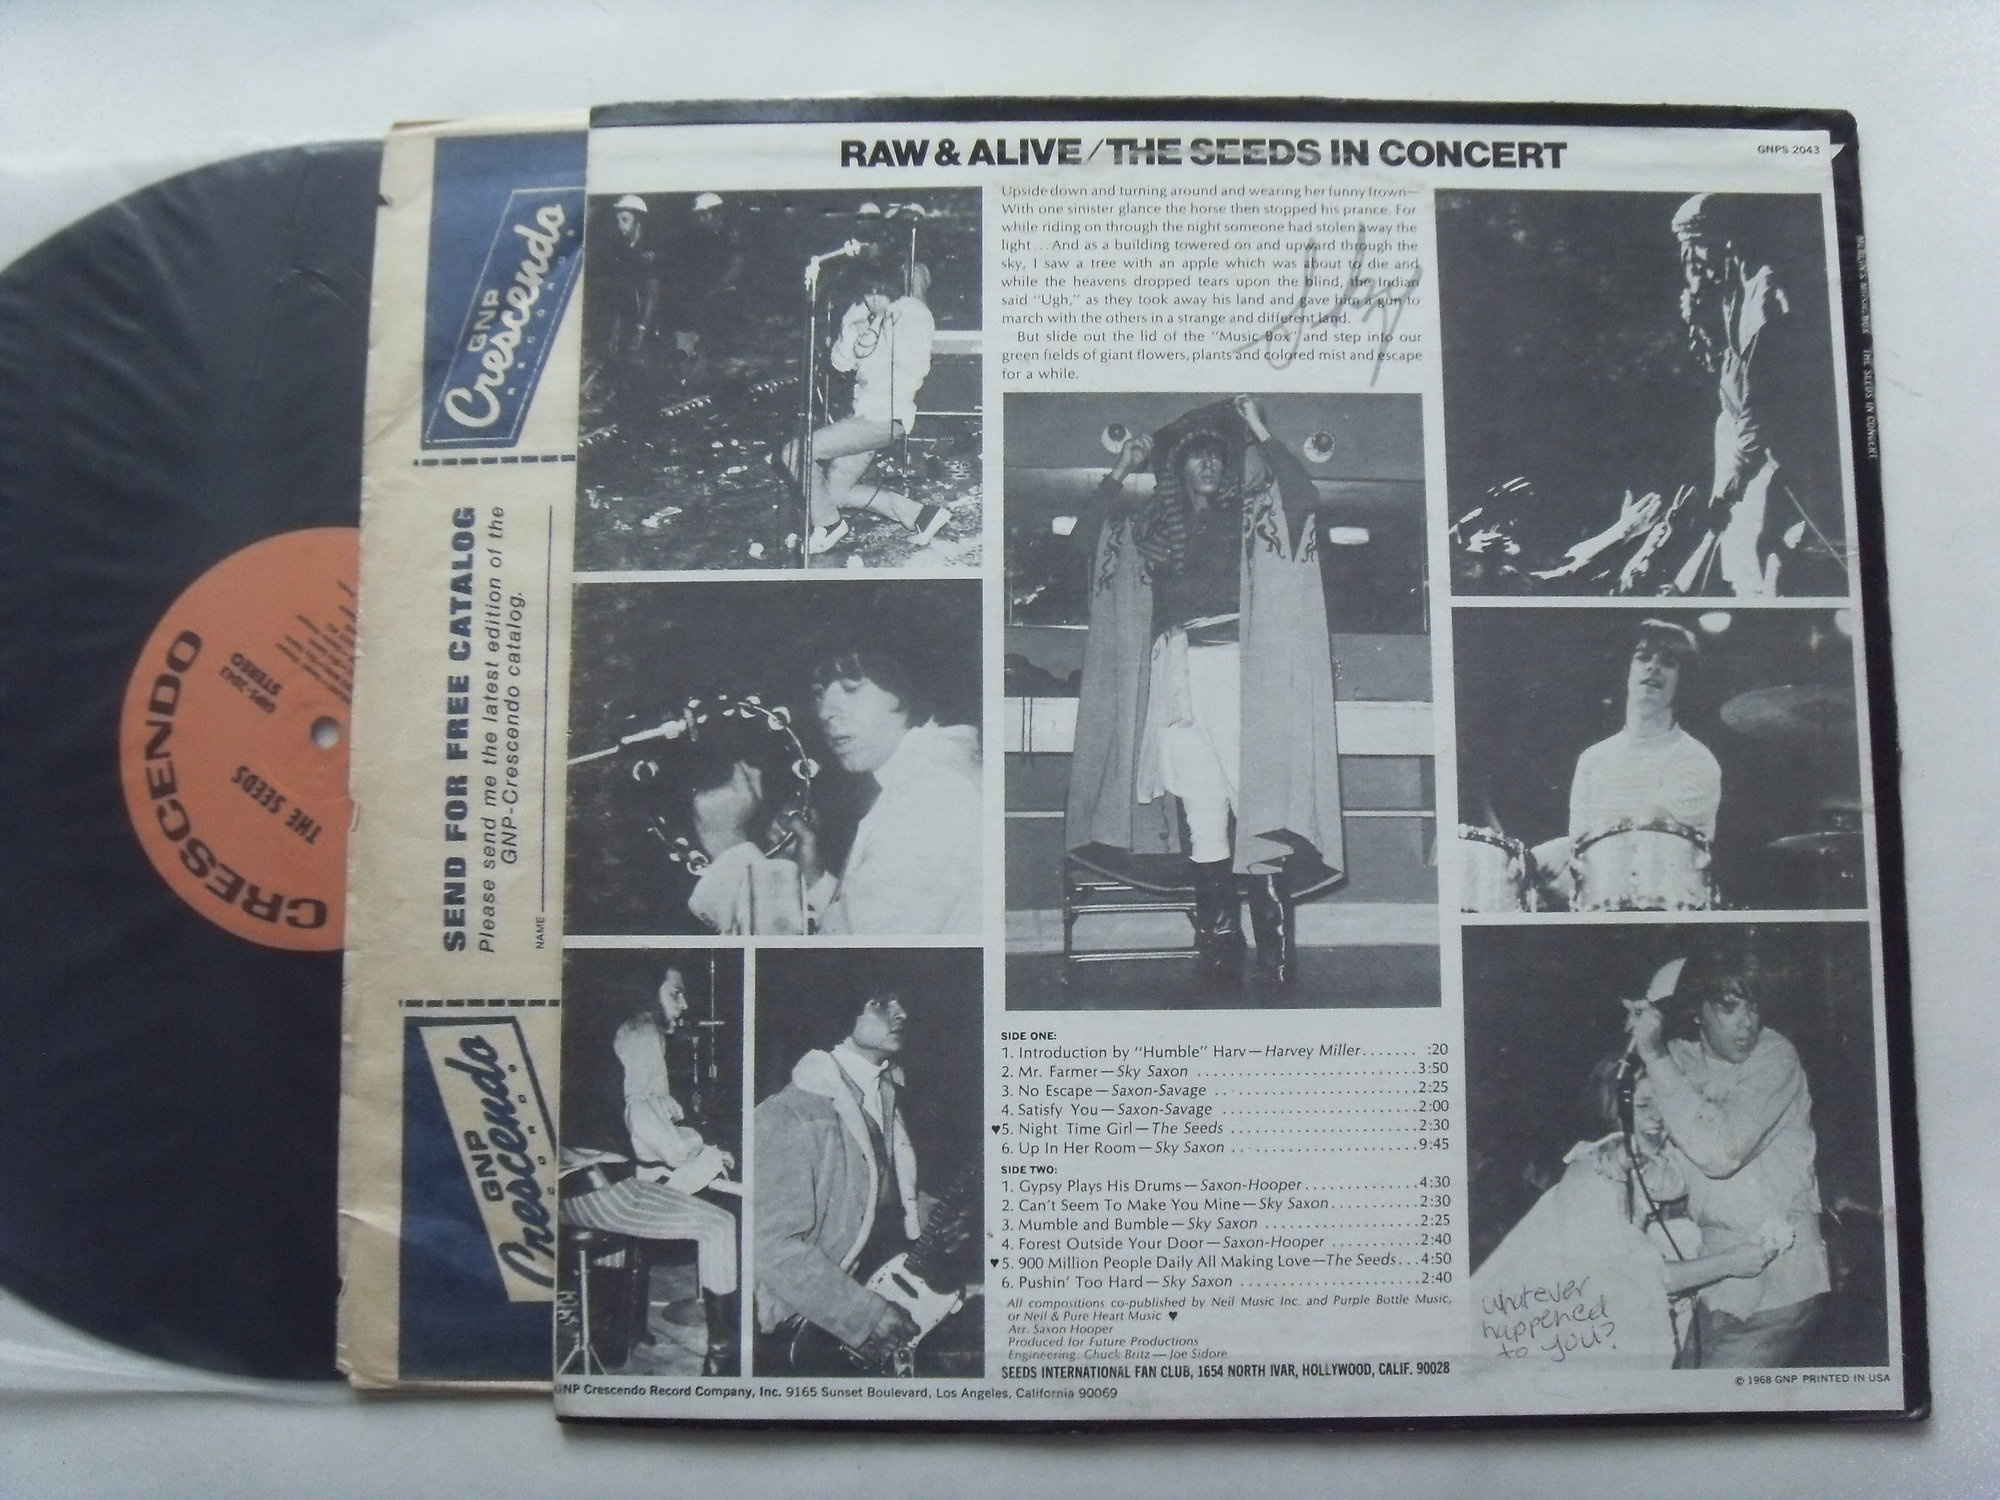 RAW & ALIVE/THE SEEDS IN CONCERT
GNPS 2043
Upside down and turning around and wearing her funny frown—
With one sinister glance the horse then stopped his prance. For
while riding on through the night someone had stolen away the
light...And as a building towered on and upward through the
sky, I saw a tree with an apple which was about to die and
while the heavens dropped tears upon the blind, the Indian
said "Ugh," as they took away his land and gave him a gun to
march with the others in a strange and different land.
But slide out the lid of the "Music Box" and step into our
green fields of giant flowers, plants and colored mist and escape
for a while.
SIDE ONE:
1. Introduction by "Humble" Harv—Harvey Miller....... :20
2. Mr. Farmer—Sky Saxon ..........................3:50
3. No Escape—Saxon-Savage .........................2:25
4. Satisfy You—Saxon-Savage ........................2:00
♥5. Night Time Girl—The Seeds .......................2:30
6. Up In Her Room—Sky Saxon .......................9:45
SIDE TWO:
1. Gypsy Plays His Drums—Saxon-Hooper..............4:30
2. Can't Seem To Make You Mine—Sky Saxon...........2:30
3. Mumble and Bumble—Sky Saxon ...................2:25
4. Forest Outside Your Door—Saxon-Hooper ...........2:40
♥5. 900 Million People Daily All Making Love—The Seeds...4:50
6. Pushin' Too Hard—Sky Saxon ......................2:40
All compositions co-published by Neil Music Inc. and Purple Bottle Music,
or Neil & Pure Heart Music ♥
Arr. Saxon Hooper
Produced for Future Productions
Engineering: Chuck Britz—Joe Sidore
SEEDS INTERNATIONAL FAN CLUB, 1654 NORTH IVAR, HOLLYWOOD, CALIF. 90028
GNP Crescendo Record Company, Inc. 9165 Sunset Boulevard, Los Angeles, California 90069
© 1968 GNP PRINTED IN USA
whatever
happened
to you?
THE SEEDS IN CONCERT
GNP
Crescendo
RECORDS
SEND FOR FREE CATALOG
Please send me the latest edition of the
GNP-Crescendo catalog.
NAME
GNP
Crescendo
CRESCENDO
GNPS-2043
STEREO
THE SEEDS